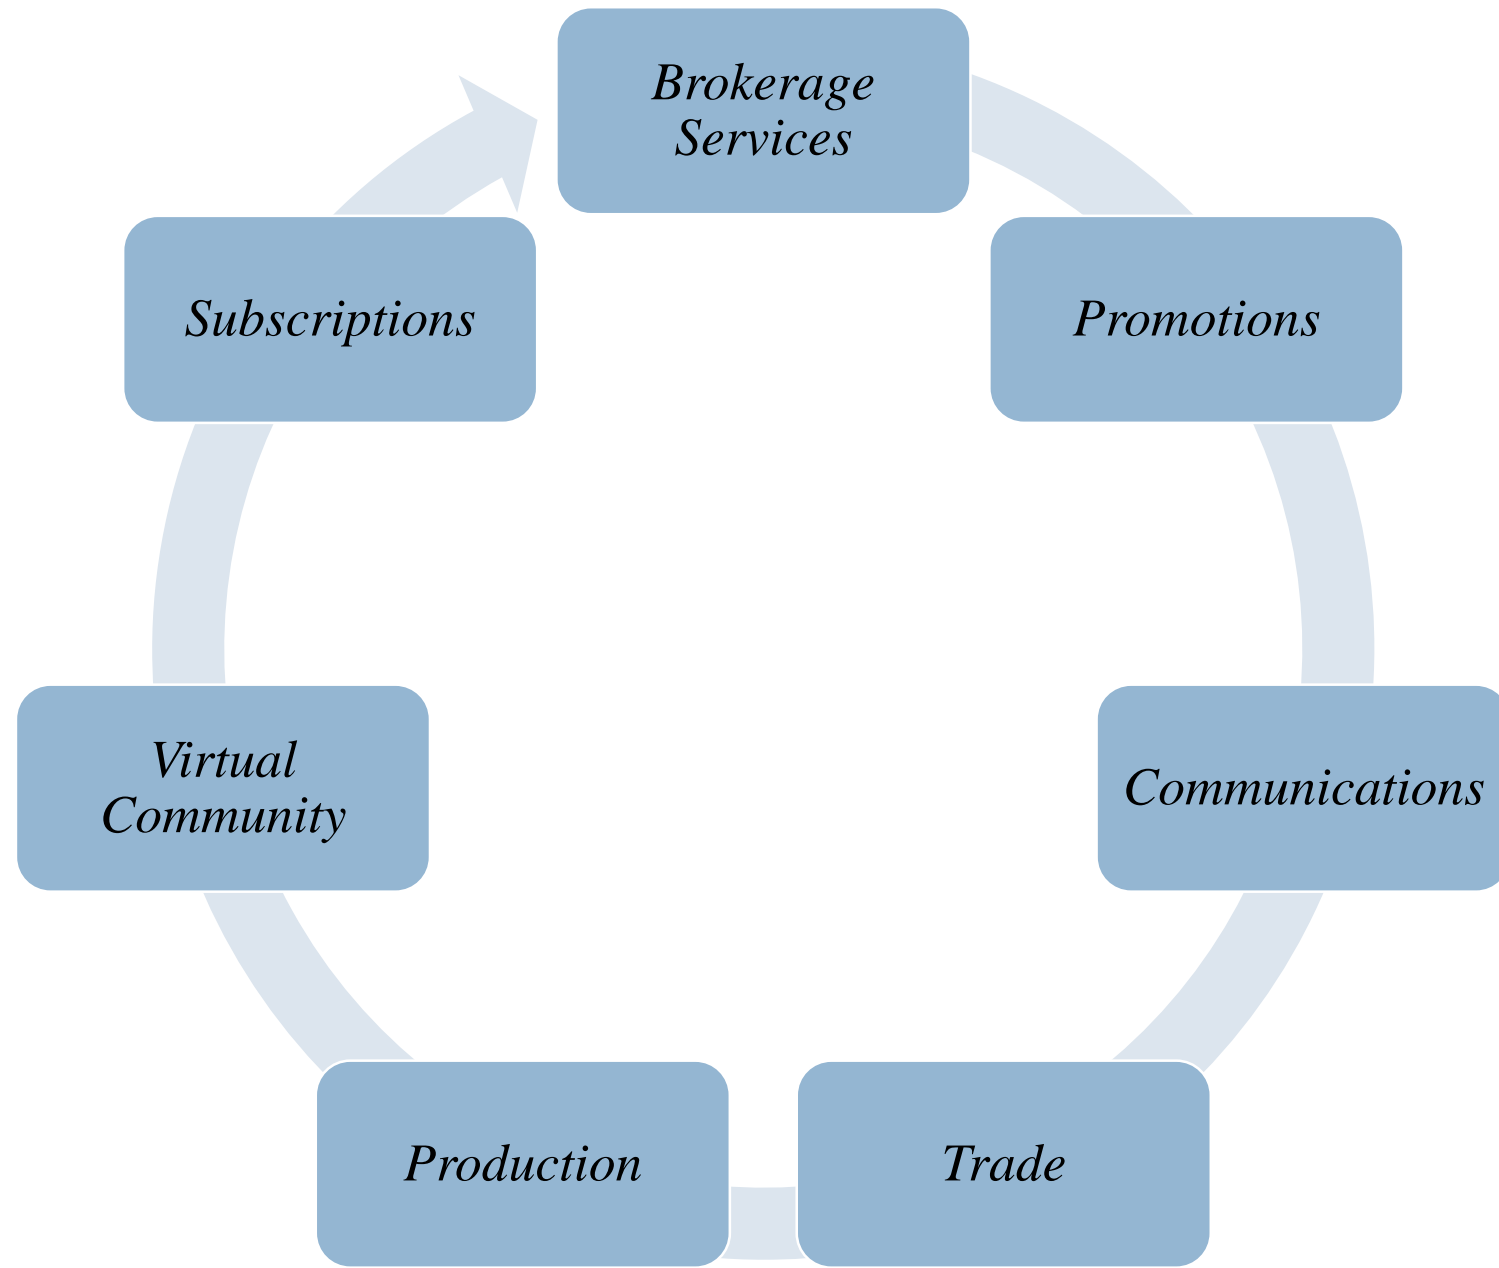 Brokerage
Services
Promotions
Communications
Trade
Production
Virtual
Community
Subscriptions